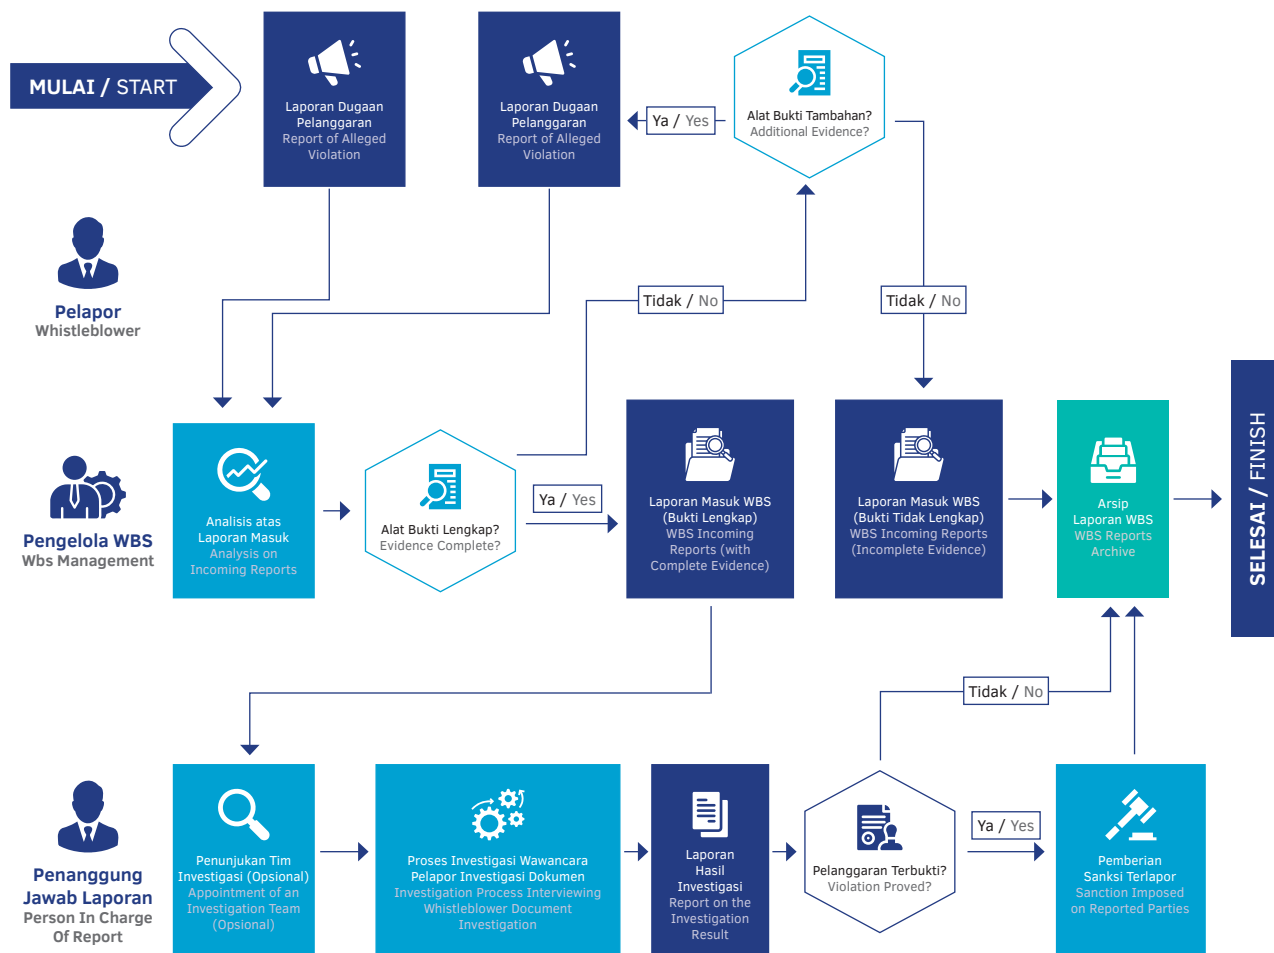 MULAI / START
Laporan Dugaan
Pelanggaran
Report of Alleged
Violation
Laporan Dugaan
Pelanggaran
Report of Alleged
Violation
Ya / Yes
Alat Bukti Tambahan?
Additional Evidence?
Pelapor
Whistleblower
Tidak / No
Tidak / No
Pengelola WBS
Wbs Management
Analisis atas
Laporan Masuk
Analysis on
Incoming Reports
Alat Bukti Lengkap?
Evidence Complete?
Ya / Yes
Laporan Masuk WBS
(Bukti Lengkap)
WBS Incoming
Reports (with
Complete Evidence)
Laporan Masuk WBS
(Bukti Tidak Lengkap)
WBS Incoming Reports
(Incomplete Evidence)
Arsip
Laporan WBS
WBS Reports
Archive
SELESAI / FINISH
Tidak / No
Penanggung
Jawab Laporan
Person In Charge
Of Report
Penunjukan Tim
Investigasi (Opsional)
Appointment of an
Investigation Team
(Opsional)
Proses Investigasi Wawancara
Pelapor Investigasi Dokumen
Investigation Process Interviewing
Whistleblower Document
Investigation
Laporan
Hasil
Investigasi
Report on the
Investigation
Result
Pelanggaran Terbukti?
Violation Proved?
Ya / Yes
Pemberian
Sanksi Terlapor
Sanction Imposed
on Reported Parties